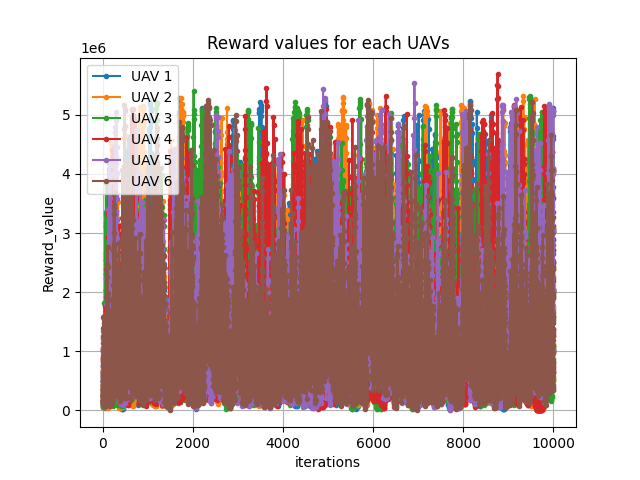 Reward values for each UAVs
1e6
UAV 1
UAV 2
UAV 3
UAV 4
UAV 5
UAV 6
5
4
3
2
1
0
Reward_value
0 2000 4000 6000 8000 10000
iterations